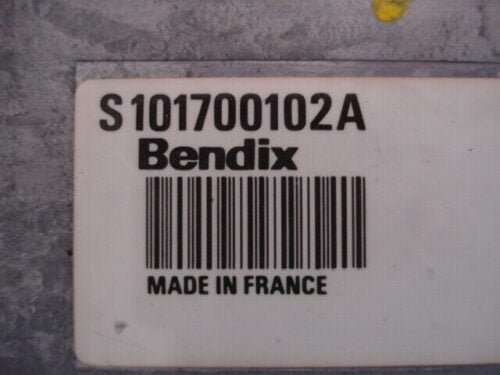 S101700102A
Bendix
MADE IN FRANCE